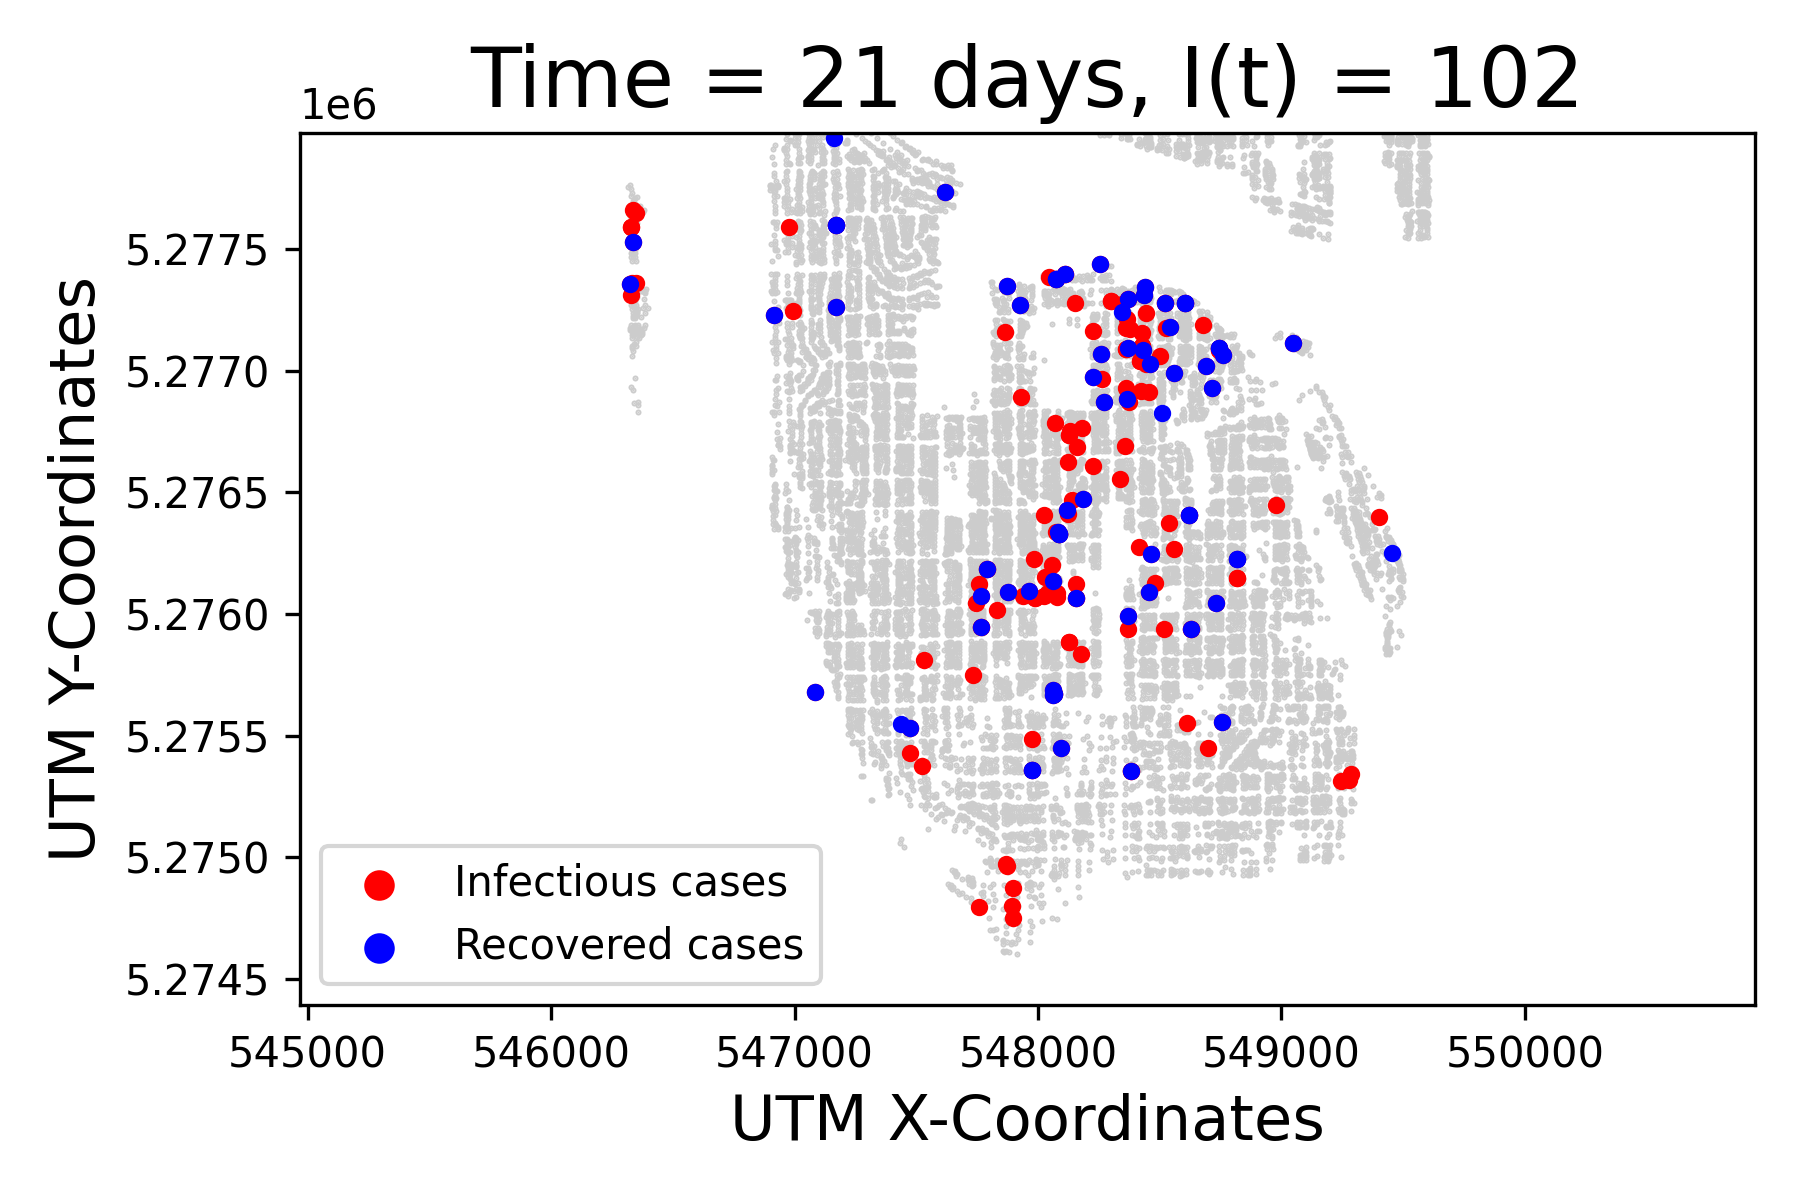 Time = 21 days, I(t) = 102
1e6
5.2775
5.2770
5.2765
5.2760
5.2755
5.2750
5.2745
UTM Y-Coordinates
Infectious cases
Recovered cases
545000 546000 547000 548000 549000 550000
UTM X-Coordinates